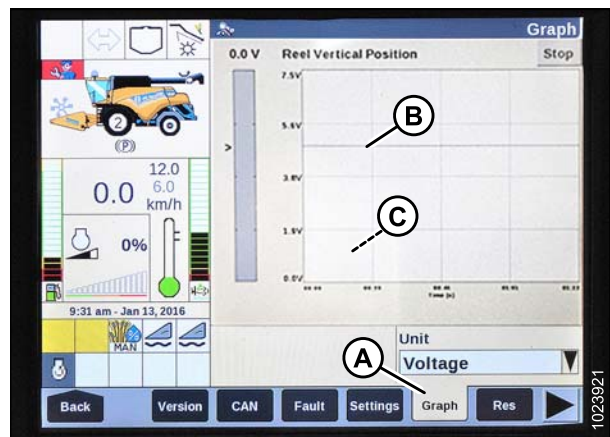 Graph
0.0 V
Reel Vertical Position
Stop
7.5V
B
V
2
(P)
3.8V
12.0
0.0
6.0
km/h
C
1.9V
0%
0.0V
Time (s)
9:31 am - Jan 13, 2016
MAN
A
Unit
Voltage
Back
Version
CAN
Fault
Settings
Graph
Res
1023921